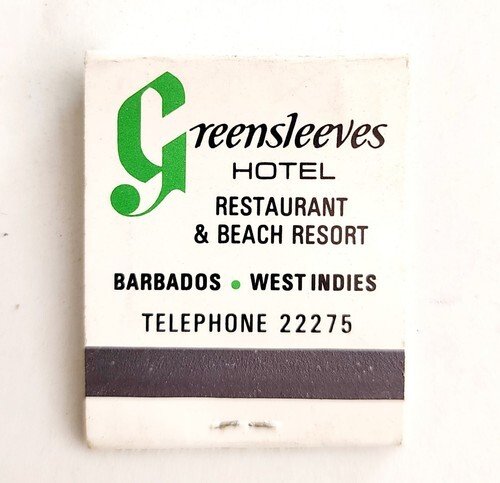 Greensleeves
HOTEL
RESTAURANT
& BEACH RESORT
BARBADOS • WEST INDIES
TELEPHONE 22275